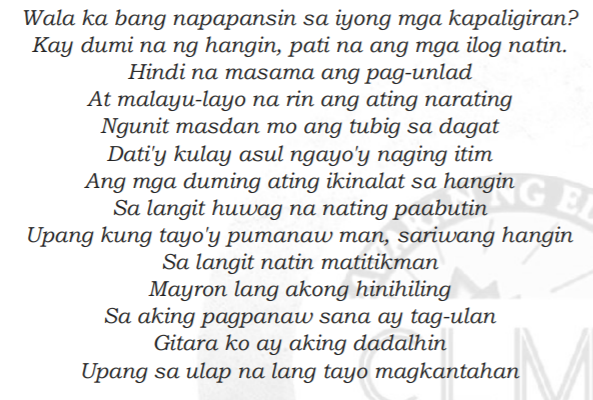 Wala ka bang napapansin sa iyong mga kapaligiran?
Kay dumi na ng hangin, pati na ang mga ilog natin.
Hindi na masama ang pag-unlad
At malayu-layo na rin ang ating narating
Ngunit masdan mo ang tubig sa dagat
Dati'y kulay asul ngayo'y naging itim
Ang mga duming ating ikinalat sa hangin
Sa langit huwag na nating paabutin
Upang kung tayo'y pumanaw man, sariwang hangin
Sa langit natin matitikman
Mayron lang akong hinihiling
Sa aking pagpanaw sana ay tag-ulan
Gitara ko ay aking dadalhin
Upang sa ulap na lang tayo magkantahan
CLM